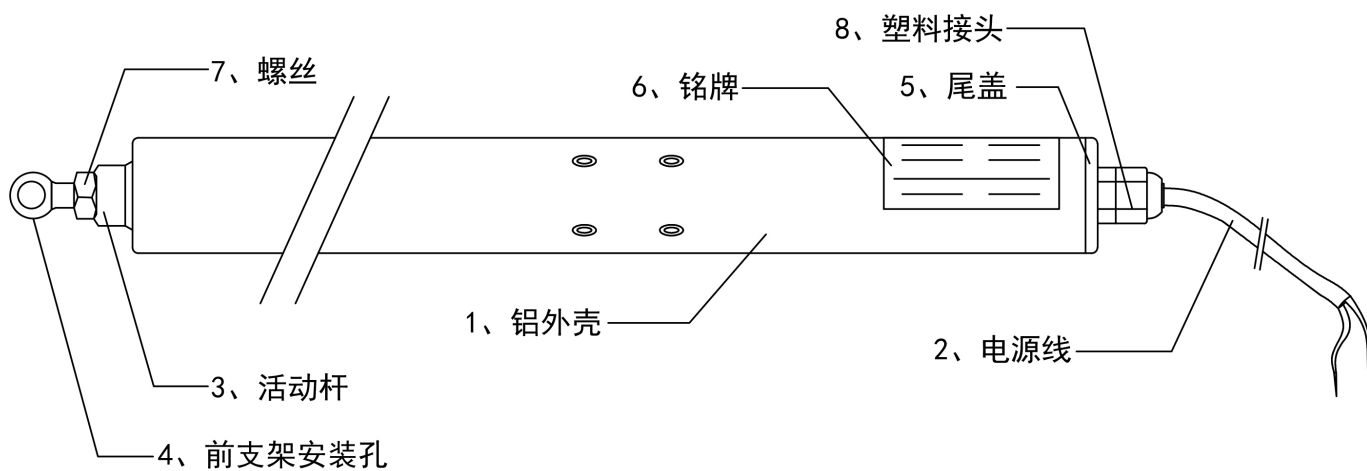 8、塑料接头
7、螺丝
6、铭牌
5、尾盖
1、铝外壳
2、电源线
3、活动杆
4、前支架安装孔